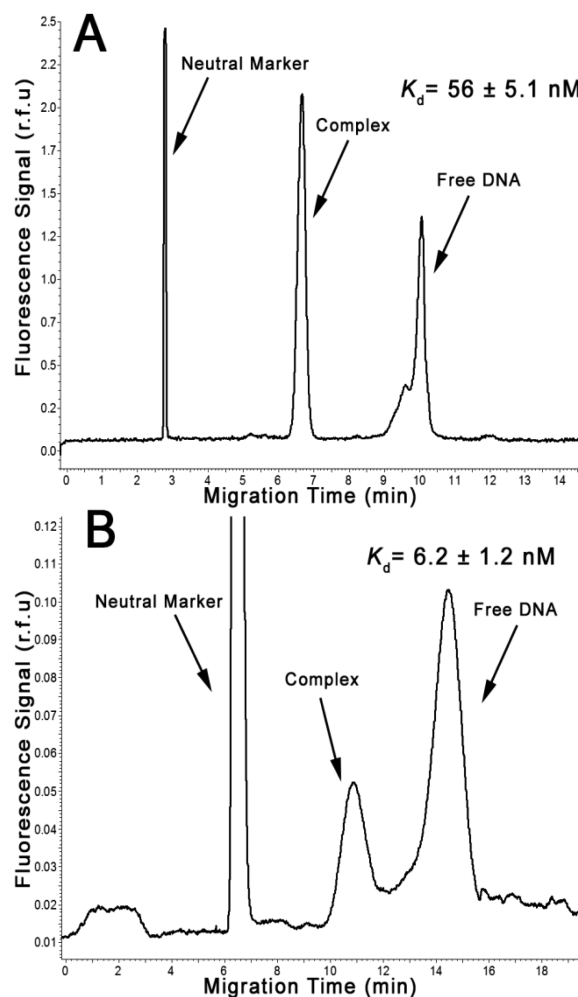 A
Neutral Marker
K_d= 56 ± 5.1 nM
Complex
Free DNA
Fluorescence Signal (r.f.u)
2.5
2.2
2.0
1.7
1.5
1.2
1.0
0.7
0.5
0.2
0.0
0 1 2 3 4 5 6 7 8 9 10 11 12 13 14
Migration Time (min)
B
K_d= 6.2 ± 1.2 nM
Neutral Marker
Free DNA
Complex
Fluorescence Signal (r.f.u)
0.12
0.10
0.09
0.08
0.07
0.06
0.05
0.04
0.03
0.02
0.01
0 2 4 6 8 10 12 14 16 18
Migration Time (min)